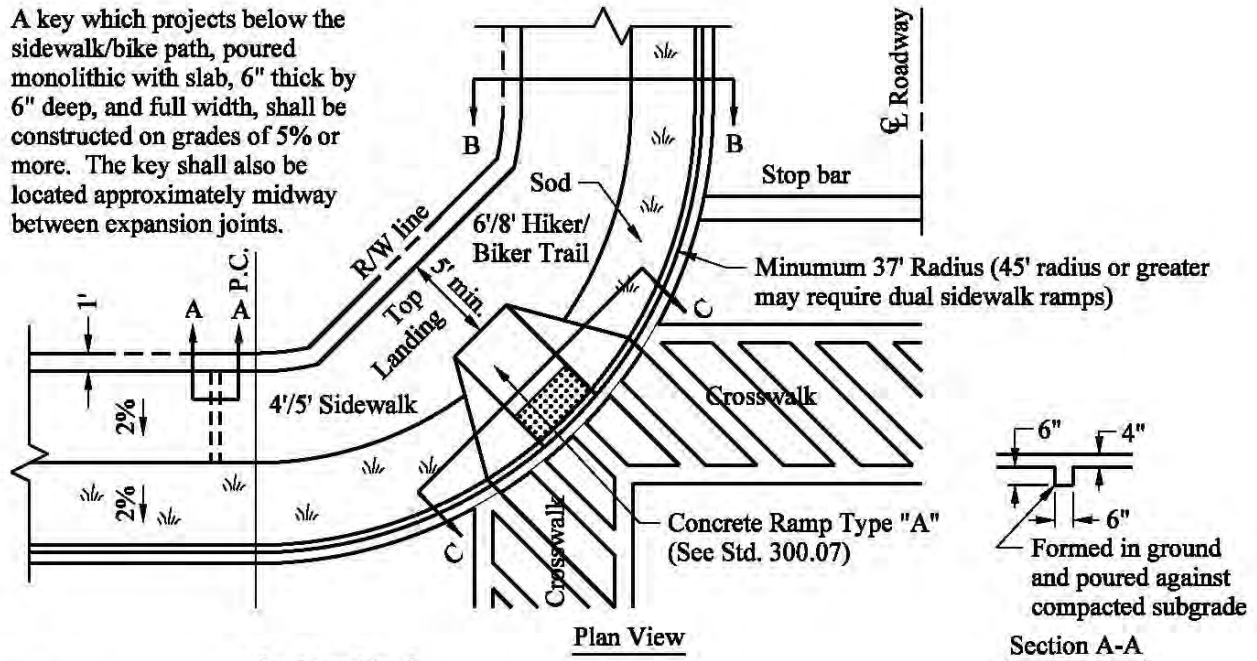 A key which projects below the
sidewalk/bike path, poured
monolithic with slab, 6" thick by
6" deep, and full width, shall be
constructed on grades of 5% or
more. The key shall also be
located approximately midway
between expansion joints.
B
B
℄ Roadway
Stop bar
Sod
6'/8' Hiker/
Biker Trail
R/W line
5' min.
Top
Landing
Minumum 37' Radius (45' radius or greater
may require dual sidewalk ramps)
C
P.C.
1'
A
A
2%
4'/5' Sidewalk
2%
C
Crosswalk
Crosswalk
Concrete Ramp Type "A"
(See Std. 300.07)
6"
4"
6"
Formed in ground
and poured against
compacted subgrade
Plan View
Section A-A